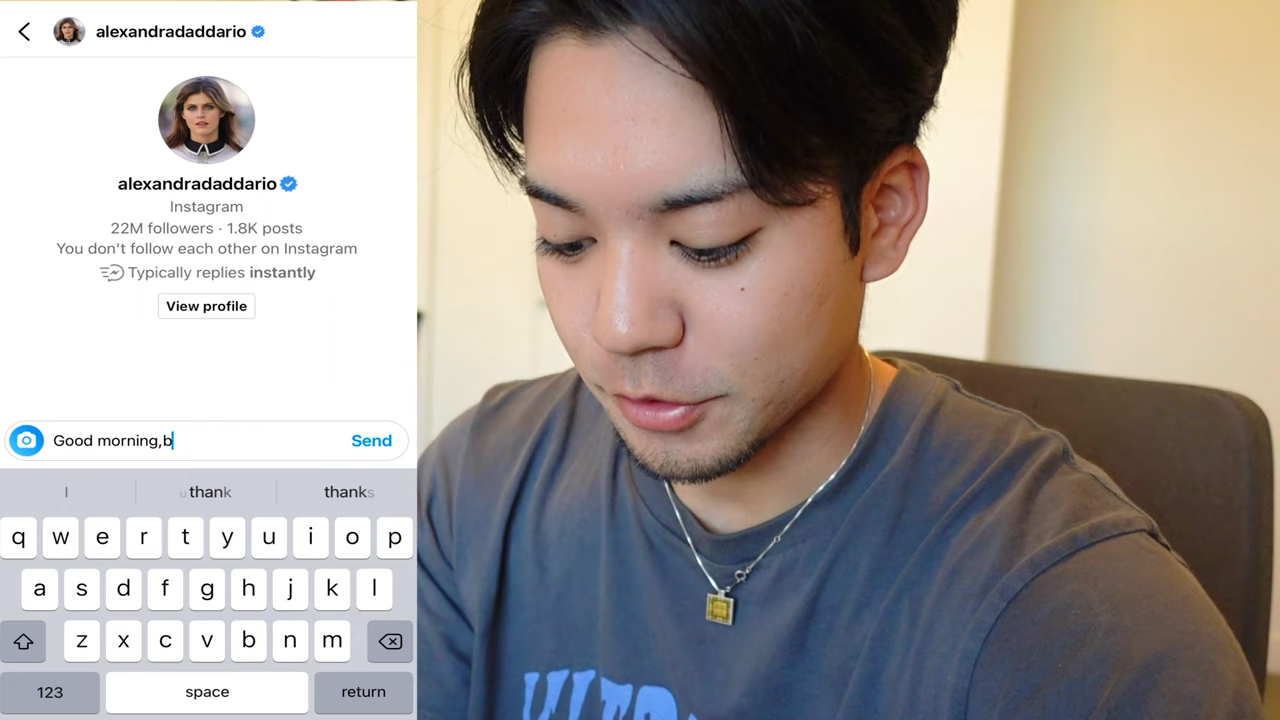 alexandradaddario
alexandradaddario
Instagram
22M followers · 1.8K posts
You don't follow each other on Instagram
Typically replies instantly
View profile
Good morning,b
Send
I
uthank
thanks
q w e r t y u i o p
a s d f g h j k l
z x c v b n m
123
space
return